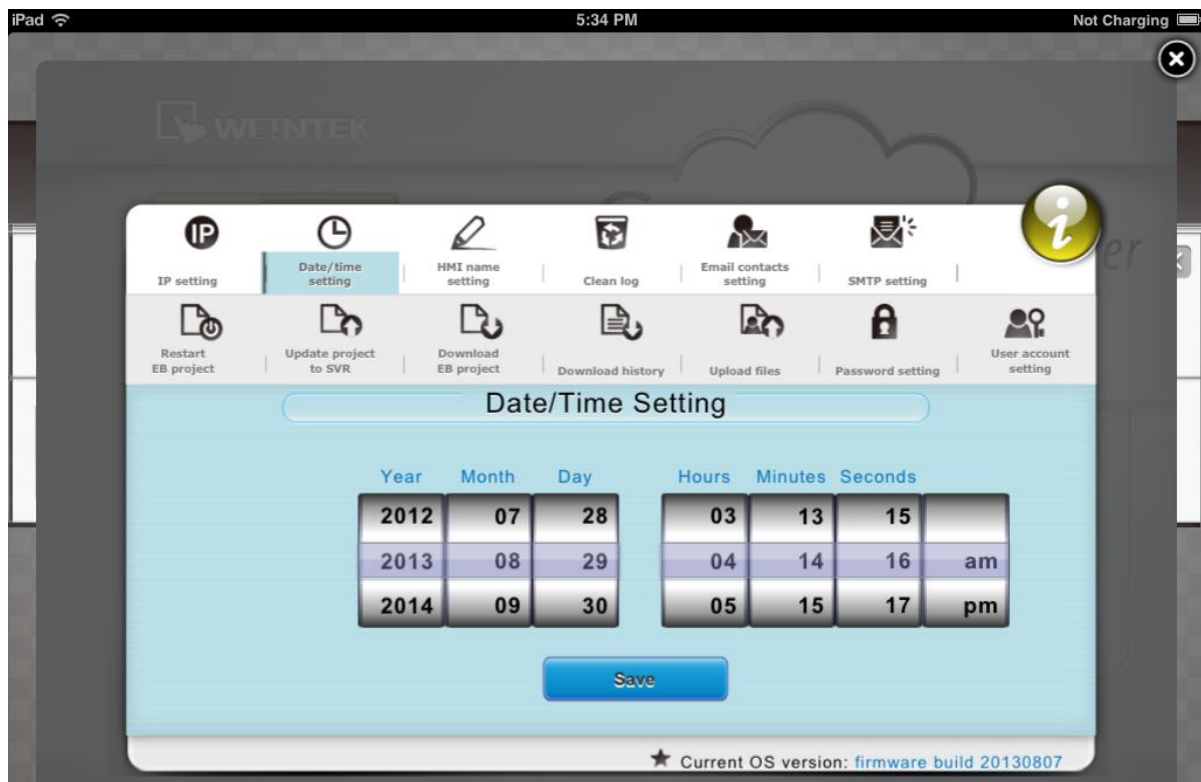 iPad 5:34 PM Not Charging
WEINTEK
IP setting
Date/time
setting
HMI name
setting
Clean log
Email contacts
setting
SMTP setting
Restart
EB project
Update project
to SVR
Download
EB project
Download history
Upload files
Password setting
User account
setting
Date/Time Setting
Year Month Day Hours Minutes Seconds
2012 07 28 03 13 15
2013 08 29 04 14 16 am
2014 09 30 05 15 17 pm
Save
★ Current OS version: firmware build 20130807